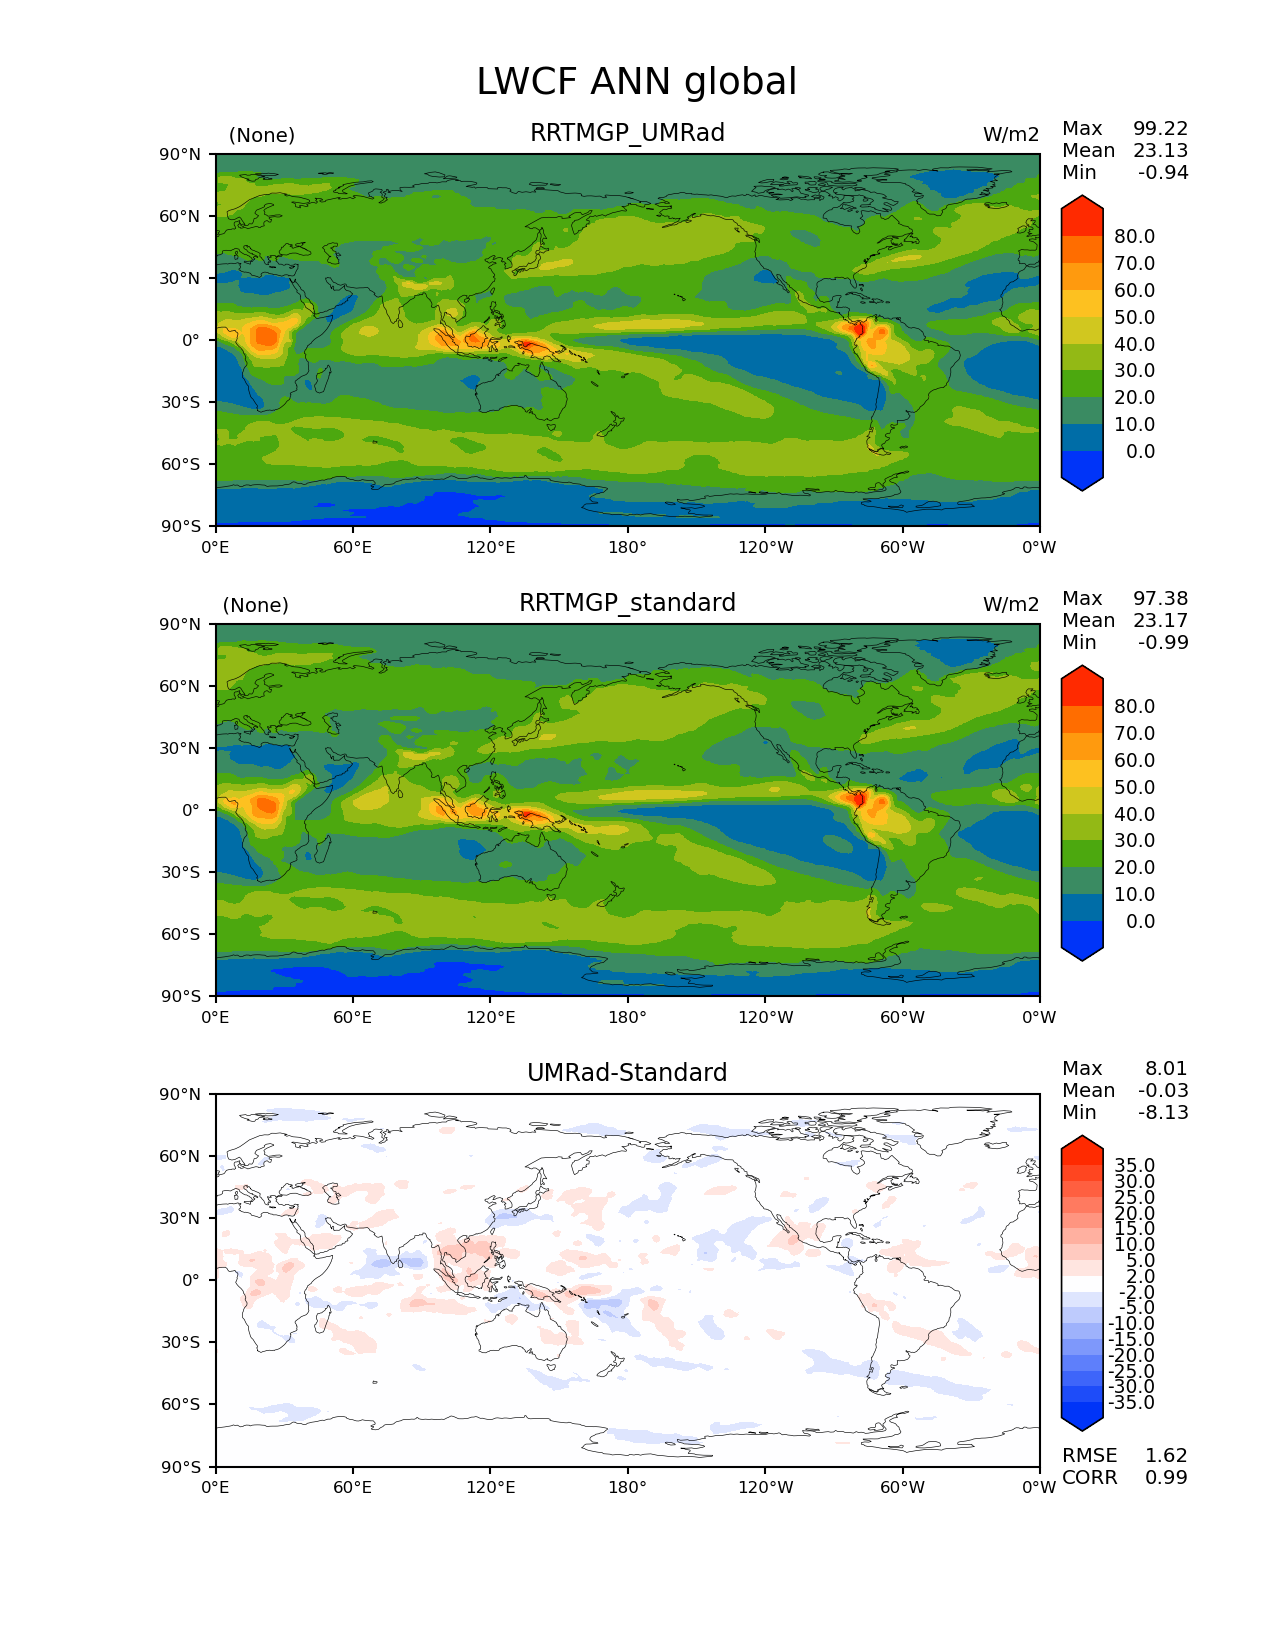 LWCF ANN global
(None) RRTMGP_UMRad W/m2
Max 99.22
Mean 23.13
Min -0.94
90°N
60°N
30°N
0°
30°S
60°S
90°S
0°E 60°E 120°E 180° 120°W 60°W 0°W
80.0
70.0
60.0
50.0
40.0
30.0
20.0
10.0
0.0
(None) RRTMGP_standard W/m2
Max 97.38
Mean 23.17
Min -0.99
90°N
60°N
30°N
0°
30°S
60°S
90°S
0°E 60°E 120°E 180° 120°W 60°W 0°W
80.0
70.0
60.0
50.0
40.0
30.0
20.0
10.0
0.0
UMRad-Standard
Max 8.01
Mean -0.03
Min -8.13
90°N
60°N
30°N
0°
30°S
60°S
90°S
0°E 60°E 120°E 180° 120°W 60°W 0°W
35.0
30.0
25.0
20.0
15.0
10.0
5.0
2.0
-2.0
-5.0
-10.0
-15.0
-20.0
-25.0
-30.0
-35.0
RMSE 1.62
CORR 0.99